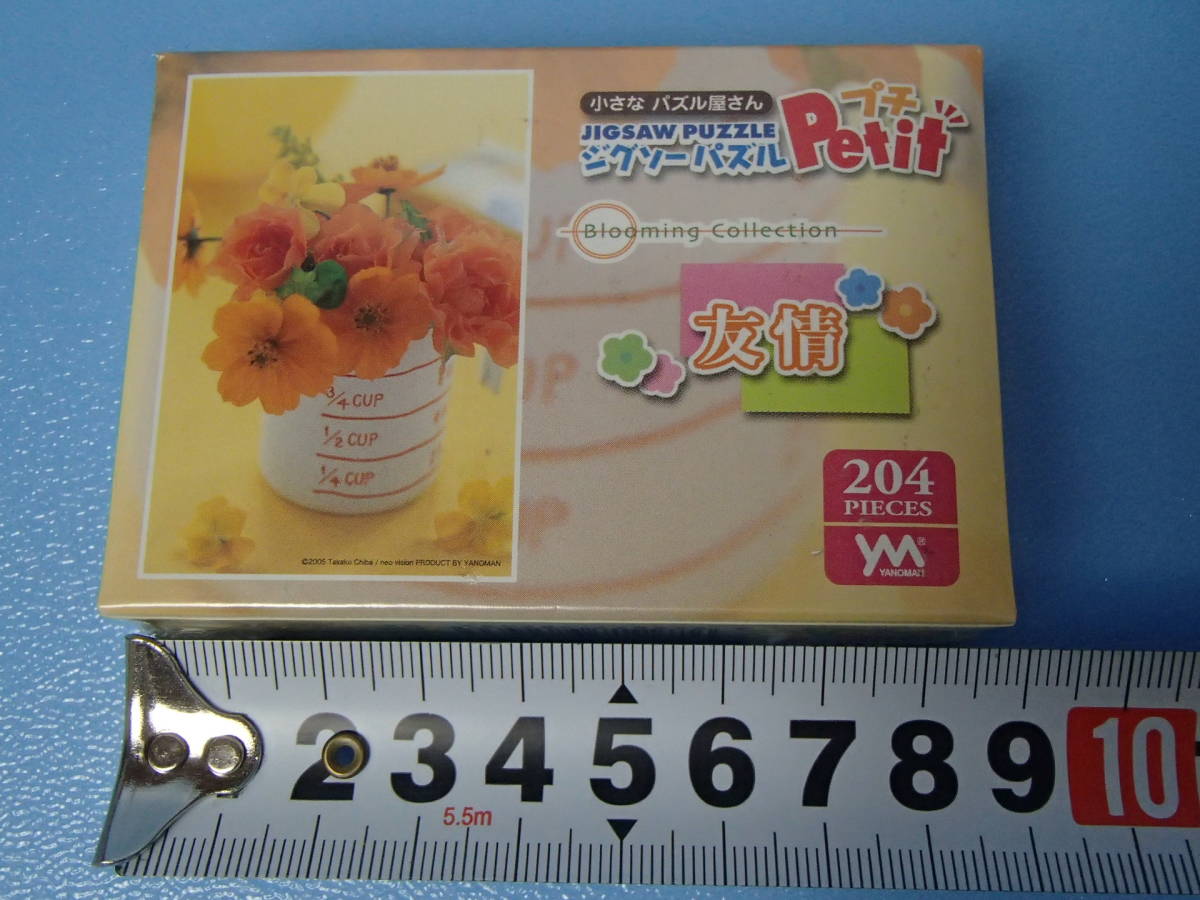 小さな パズル屋さん
JIGSAW PUZZLE
ジグソーパズル
プチ
Petit
Blooming Collection
友情
204
PIECES
YM®
YANOMAN
3/4 CUP
1/2 CUP
1/4 CUP
©2005 Takako Chiba / neo vision PRODUCT BY YANOMAN
2 3 4 5 6 7 8 9 10
5.5m